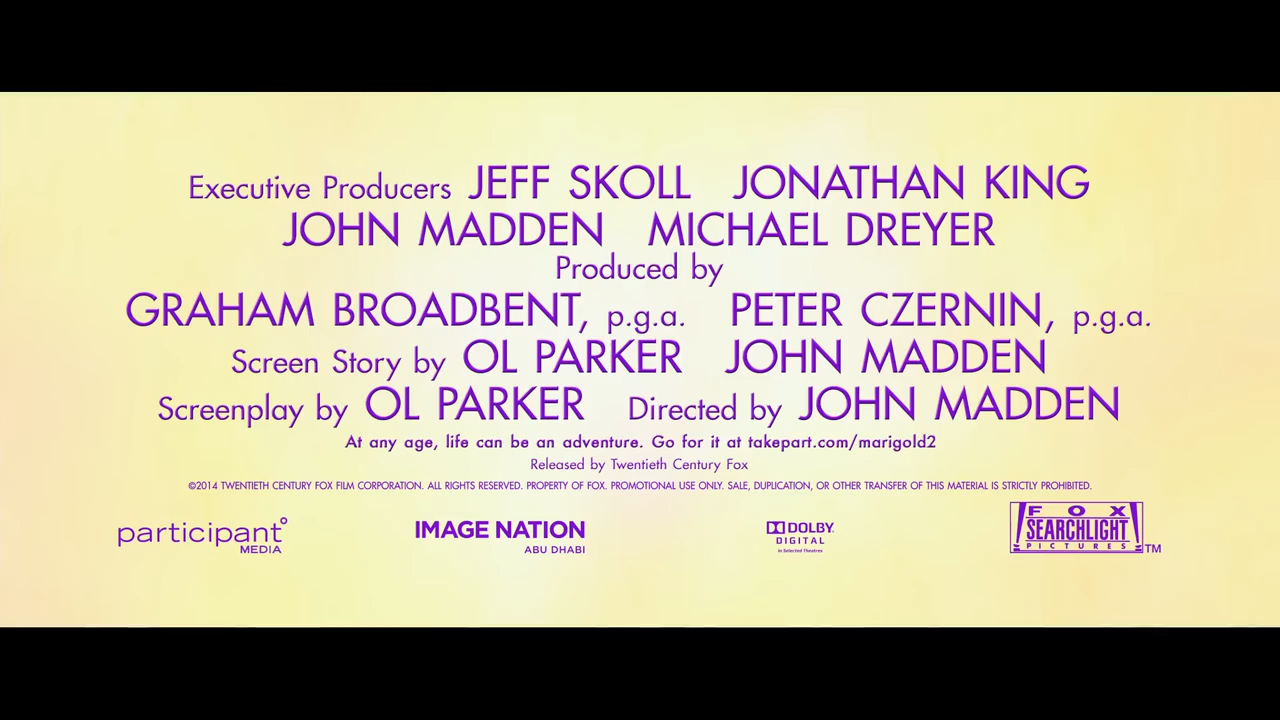 Executive Producers JEFF SKOLL JONATHAN KING
JOHN MADDEN MICHAEL DREYER
Produced by
GRAHAM BROADBENT, p.g.a. PETER CZERNIN, p.g.a.
Screen Story by OL PARKER JOHN MADDEN
Screenplay by OL PARKER Directed by JOHN MADDEN
At any age, life can be an adventure. Go for it at takepart.com/marigold2
Released by Twentieth Century Fox
©2014 TWENTIETH CENTURY FOX FILM CORPORATION. ALL RIGHTS RESERVED. PROPERTY OF FOX. PROMOTIONAL USE ONLY. SALE, DUPLICATION, OR OTHER TRANSFER OF THIS MATERIAL IS STRICTLY PROHIBITED.
participant
MEDIA
IMAGE NATION
ABU DHABI
DOLBY
DIGITAL
In Selected Theatres
FOX
SEARCHLIGHT
PICTURES TM